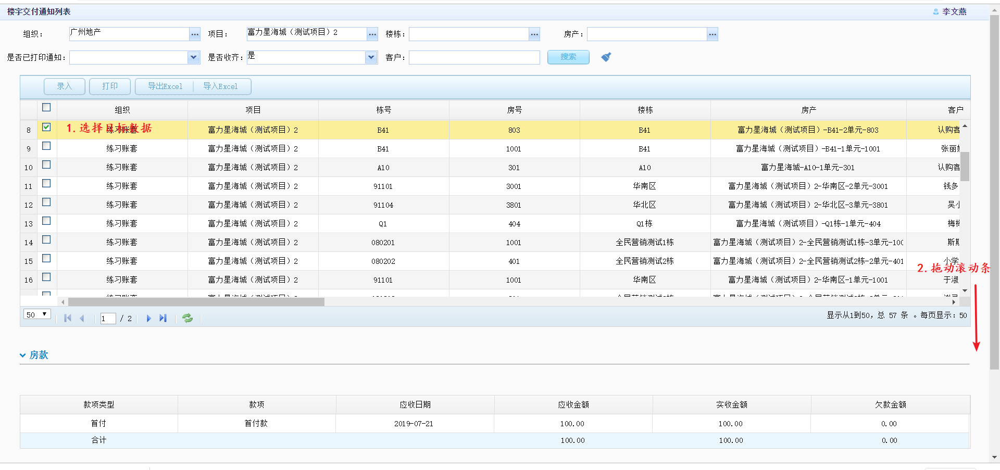 楼宇交付通知列表 李文燕
组织： 广州地产 ... 项目： 富力星海城（测试项目）2 ... 楼栋： ... 房产： ...
是否已打印通知： 是否收齐： 是 客户： 搜索
录入 打印 导出Excel 导入Excel
组织 项目 栋号 房号 楼栋 房产 客户
8 练习账套 富力星海城（测试项目）2 B41 803 B41 富力星海城（测试项目）-B41-2单元-803 认购客
1.选择目标数据
9 练习账套 富力星海城（测试项目）2 B41 1001 B41 富力星海城（测试项目）-B41-1单元-1001 张丽
10 练习账套 富力星海城（测试项目）2 A10 301 A10 富力星海城-A10-1单元-301 认购客
11 练习账套 富力星海城（测试项目）2 91101 3001 华南区 富力星海城（测试项目）2-华南区-2单元-3001 钱多
12 练习账套 富力星海城（测试项目）2 91104 3801 华北区 富力星海城（测试项目）2-华北区-3单元-3801 吴
13 练习账套 富力星海城（测试项目）2 Q1 404 Q1栋 富力星海城（测试项目）-Q1栋-1单元-404 梅
14 练习账套 富力星海城（测试项目）2 080201 1001 全民营销测试1栋 富力星海城（测试项目）2-全民营销测试1栋-3单元-100 斯
15 练习账套 富力星海城（测试项目）2 080202 401 全民营销测试2栋 富力星海城（测试项目）2-全民营销测试2栋-2单元-401 小学
2.拖动滚动条
16 练习账套 富力星海城（测试项目）2 91101 1001 华南区 富力星海城（测试项目）2-华南区-1单元-1001 于淑
50 1 / 2 显示从1到50，总 57 条 。每页显示：50
房款
款项类型 款项 应收日期 应收金额 实收金额 欠款金额
首付 首付款 2019-07-21 100.00 100.00 0.00
合计 100.00 100.00 0.00